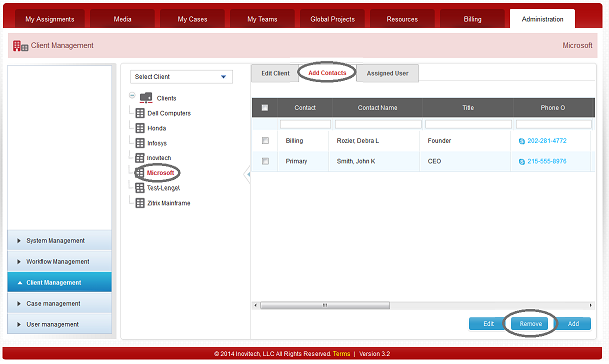 My Assignments Media My Cases My Teams Global Projects Resources Billing Administration
Client Management Microsoft
Select Client
Clients
Dell Computers
Honda
Infosys
Inovitech
Microsoft
Test-Lengel
Zitrix Mainframe
System Management
Workflow Management
Client Management
Case management
User management
Edit Client Add Contacts Assigned User
Contact Contact Name Title Phone O
Billing Rozier, Debra L Founder 202-281-4772
Primary Smith, John K CEO 215-555-8976
Edit Remove Add
© 2014 Inovitech, LLC All Rights Reserved. Terms | Version 3.2